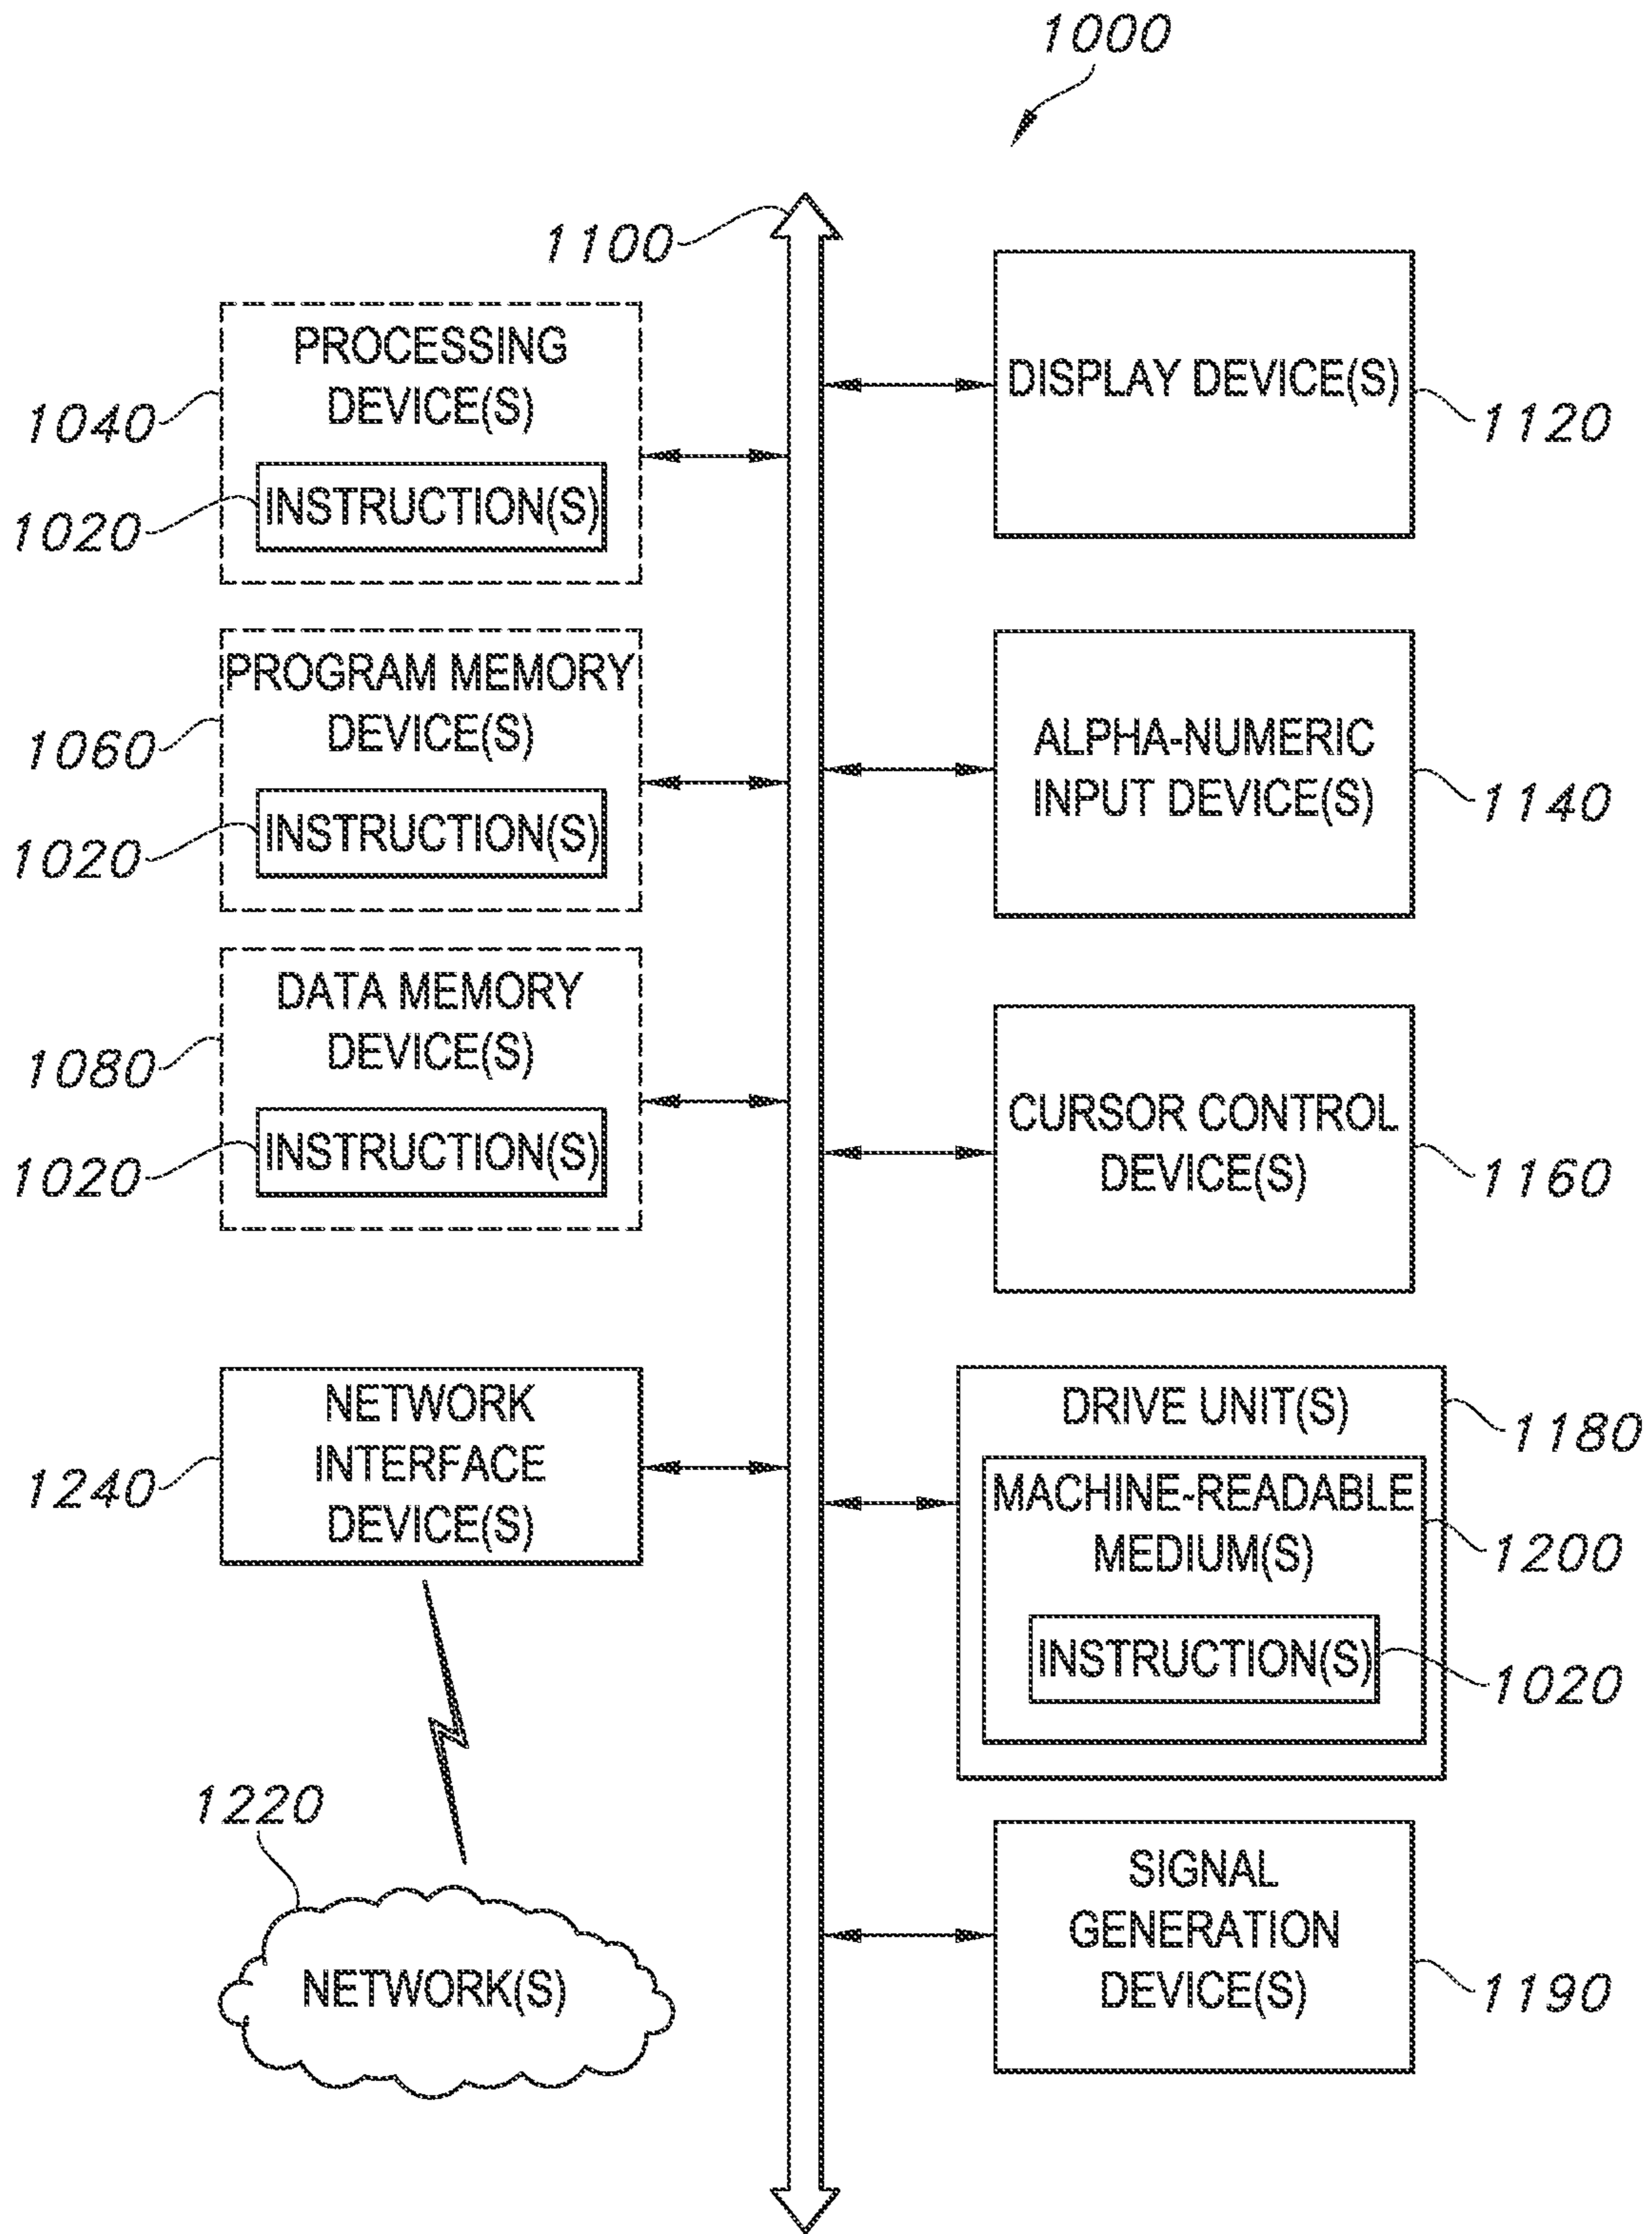 1000
1100
PROCESSING
DEVICE(S)
1040
INSTRUCTION(S)
1020
PROGRAM MEMORY
DEVICE(S)
1060
INSTRUCTION(S)
1020
DATA MEMORY
DEVICE(S)
1080
INSTRUCTION(S)
1020
NETWORK
INTERFACE
DEVICE(S)
1240
1220
NETWORK(S)
DISPLAY DEVICE(S)
1120
ALPHA-NUMERIC
INPUT DEVICE(S)
1140
CURSOR CONTROL
DEVICE(S)
1160
DRIVE UNIT(S)
1180
MACHINE-READABLE
MEDIUM(S)
1200
INSTRUCTION(S)
1020
SIGNAL
GENERATION
DEVICE(S)
1190